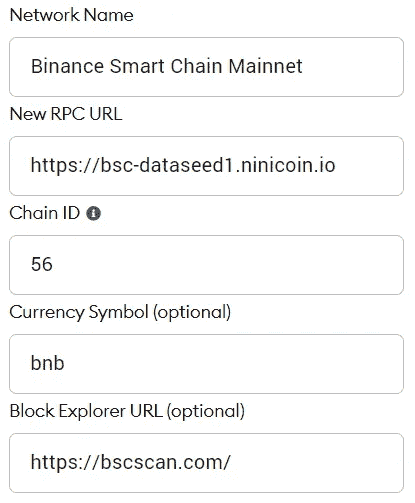 Network Name
Binance Smart Chain Mainnet
New RPC URL
https://bsc-dataseed1.ninicoin.io
Chain ID
56
Currency Symbol (optional)
bnb
Block Explorer URL (optional)
https://bscscan.com/